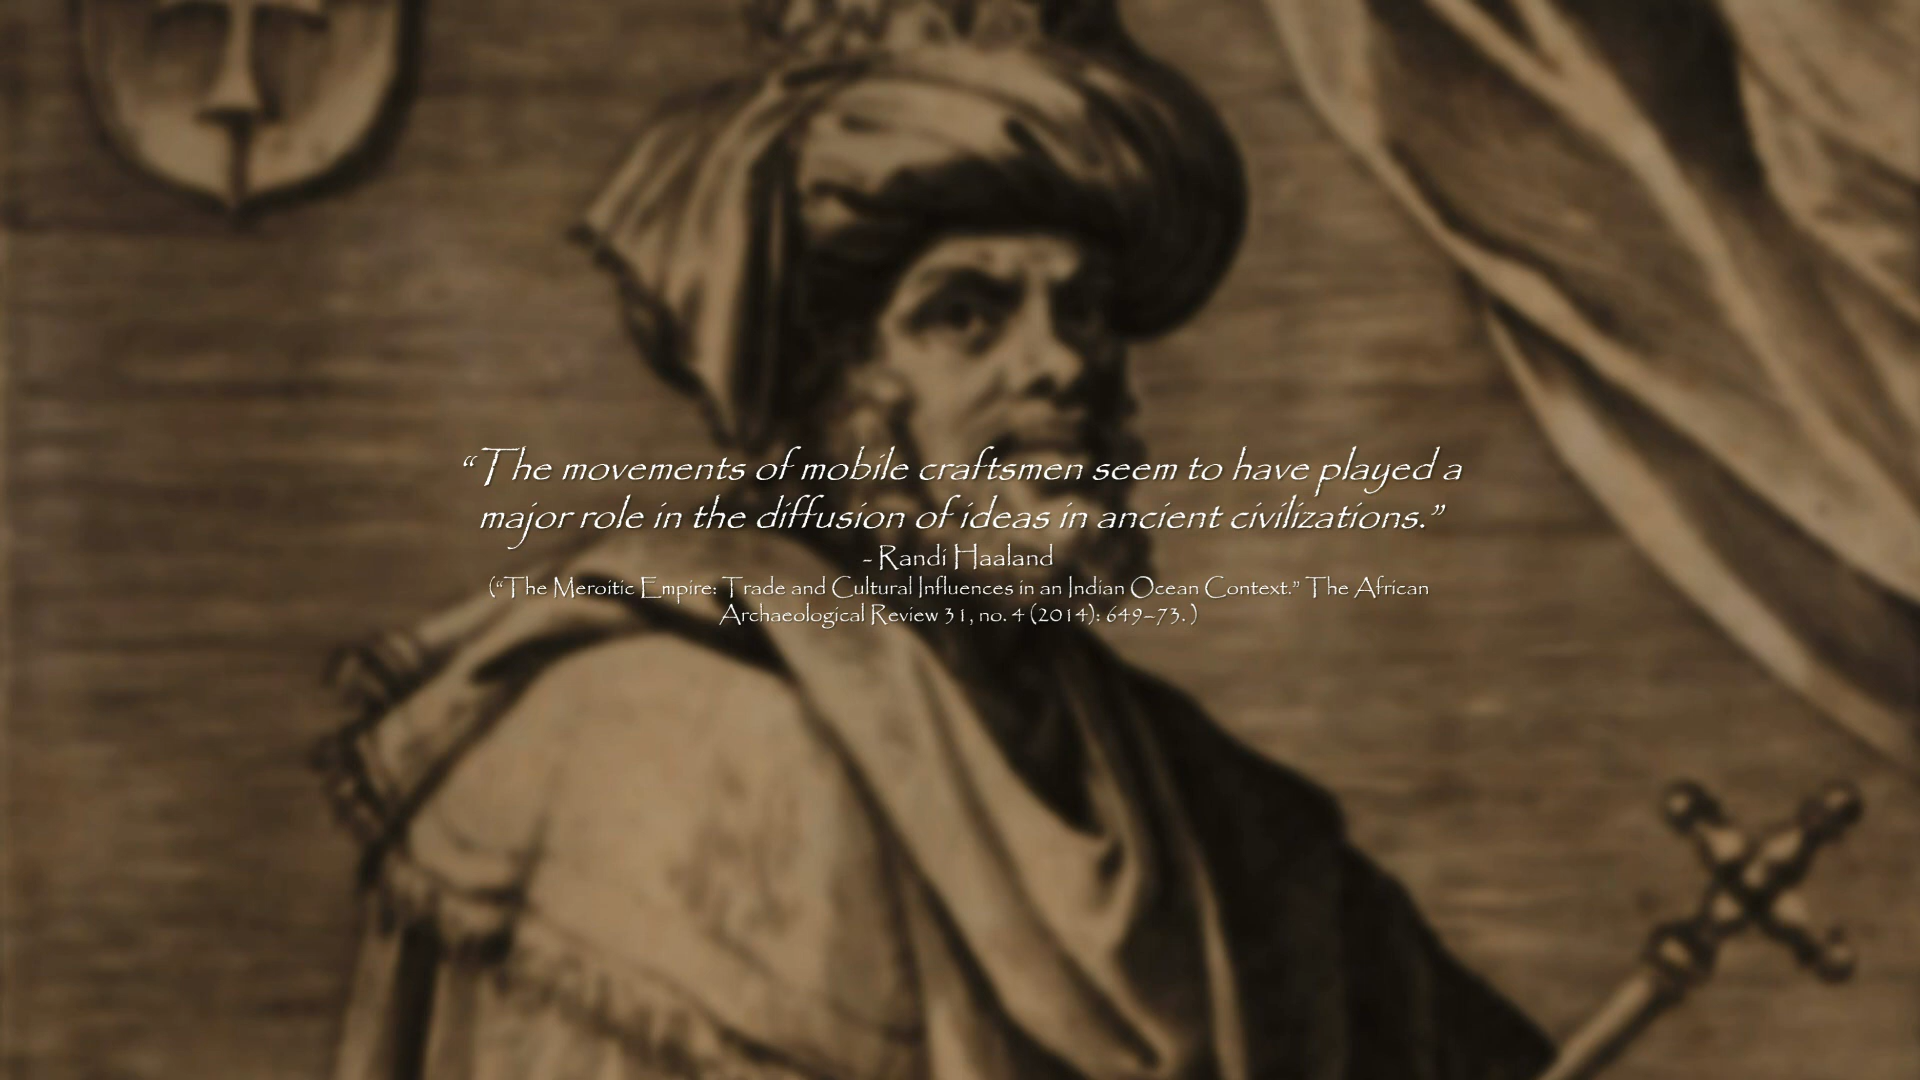 “The movements of mobile craftsmen seem to have played a
major role in the diffusion of ideas in ancient civilizations.”
- Randi Haaland
(“The Meroitic Empire: Trade and Cultural Influences in an Indian Ocean Context.” The African
Archaeological Review 31, no. 4 (2014): 649–73. )